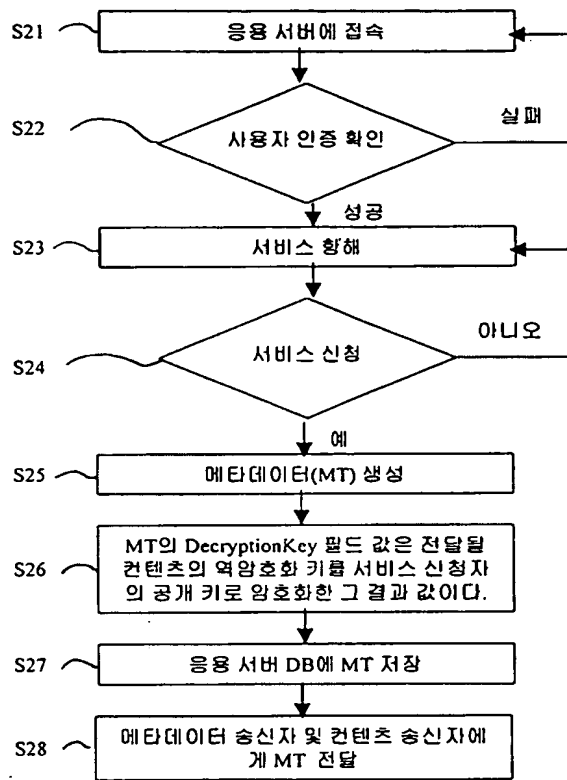 S21 응용 서버에 접속
S22 사용자 인증 확인 실패
성공
S23 서비스 항해
S24 서비스 신청 아니오
예
S25 메타데이터(MT) 생성
MT의 DecryptionKey 필드 값은 전달될
S26 컨텐츠의 역암호화 키를 서비스 신청자
의 공개 키로 암호화한 그 결과 값이다.
S27 응용 서버 DB에 MT 저장
S28 메타데이터 송신자 및 컨텐츠 송신자에
게 MT 전달